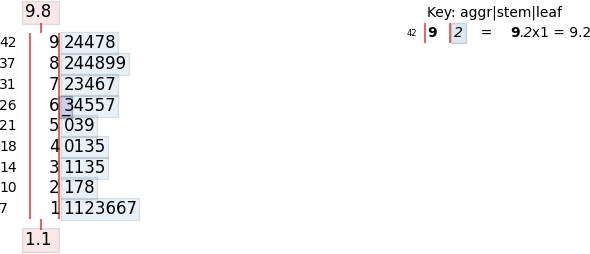 9.8
Key: aggr|stem|leaf
42 9 2 = 9.2x1 = 9.2
42 9 24478
37 8 244899
31 7 23467
26 6 34557
21 5 039
18 4 0135
14 3 1135
10 2 178
7 1 1123667
1.1